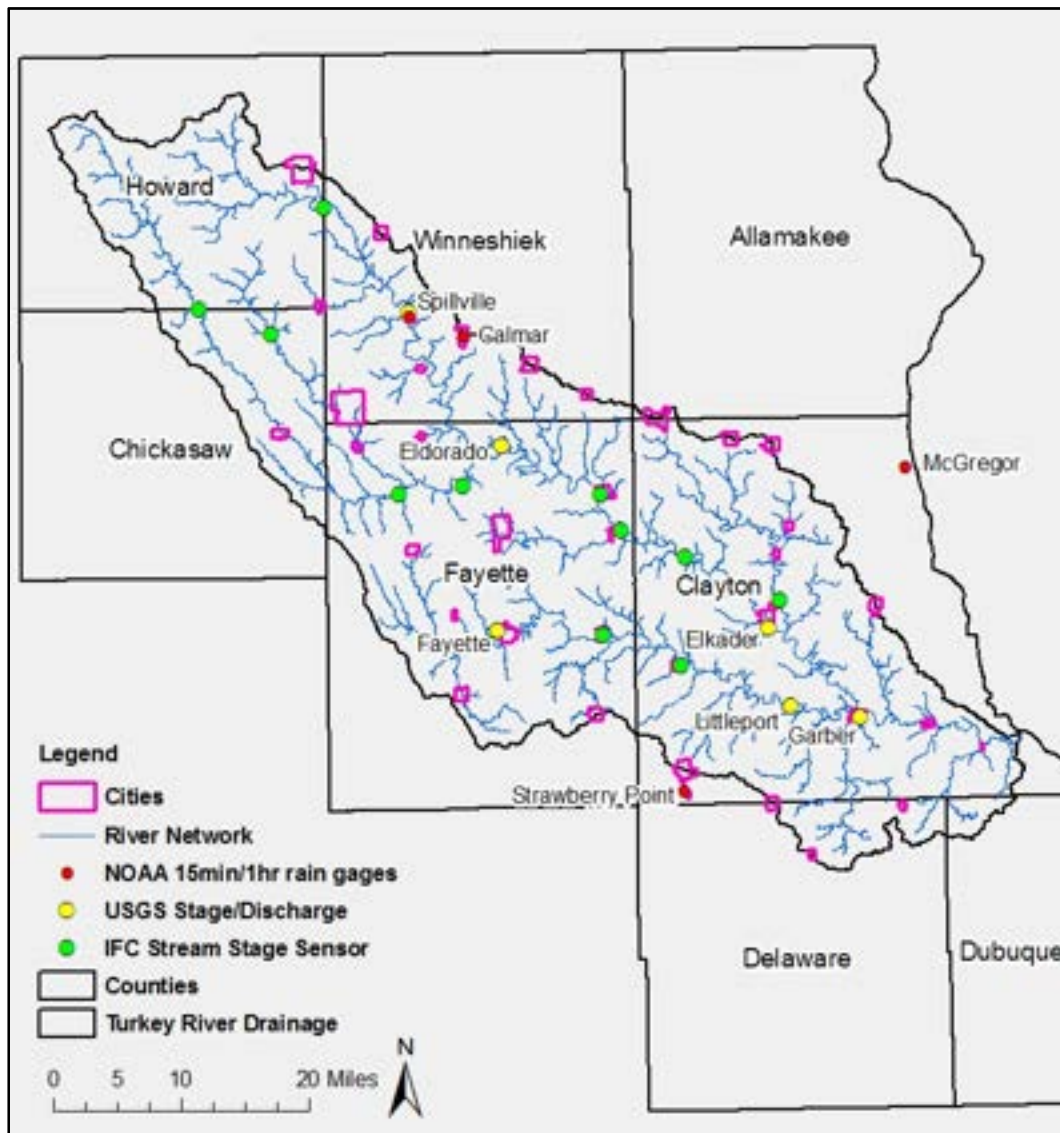 Howard
Winneshiek
Allamakee
Spillville
Calmar
Chickasaw
Eldorado
McGregor
Fayette
Clayton
Fayette
Elkader
Littleport
Garber
Strawberry Point
Legend
Cities
River Network
NOAA 15min/1hr rain gages
USGS Stage/Discharge
IFC Stream Stage Sensor
Counties
Turkey River Drainage
Delaware
Dubuque
N
0 5 10 20 Miles